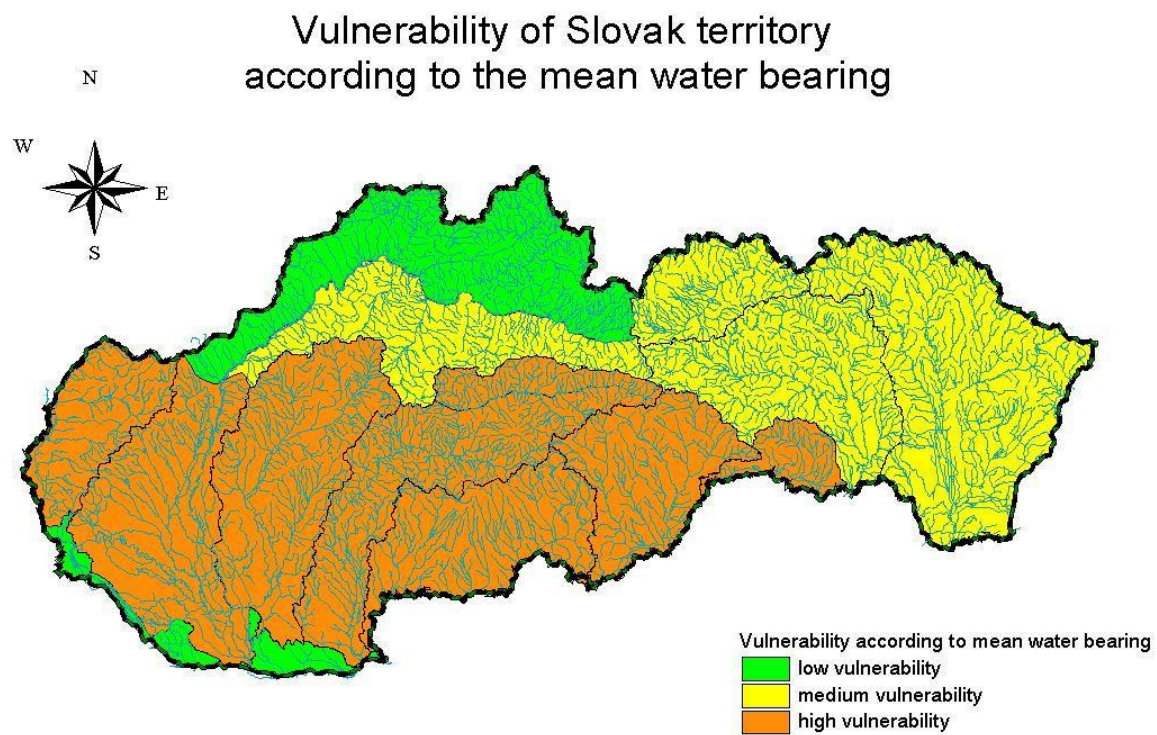 Vulnerability of Slovak territory
according to the mean water bearing
N
W
E
S
Vulnerability according to mean water bearing
low vulnerability
medium vulnerability
high vulnerability